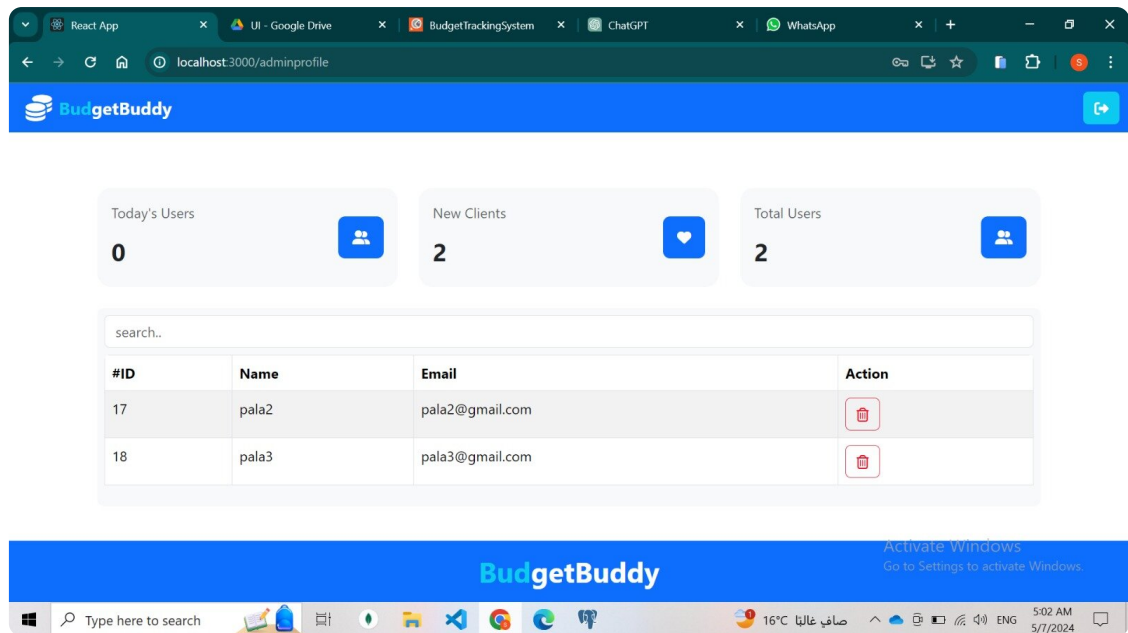 React App UI - Google Drive BudgetTrackingSystem ChatGPT WhatsApp
localhost:3000/adminprofile S
BudgetBuddy
Today's Users New Clients Total Users
0 2 2
search..
#ID Name Email Action
17 pala2 pala2@gmail.com
18 pala3 pala3@gmail.com
Activate Windows
Go to Settings to activate Windows.
BudgetBuddy
Type here to search 16°C صافٍ غالبًا ENG 5:02 AM
5/7/2024